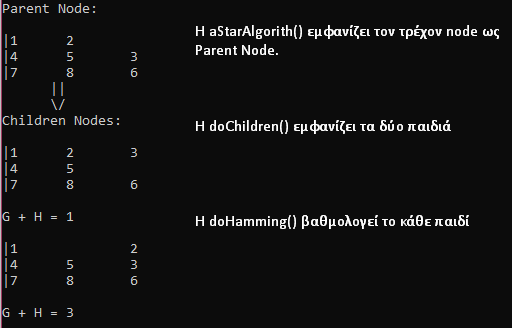 Parent Node:
Η aStarAlgorith() εμφανίζει τον τρέχον node ως
Parent Node.
|1 2
|4 5 3
|7 8 6
||
\/
Children Nodes:
Η doChildren() εμφανίζει τα δύο παιδιά
|1 2 3
|4 5
|7 8 6
G + H = 1
Η doHamming() βαθμολογεί το κάθε παιδί
|1 2
|4 5 3
|7 8 6
G + H = 3